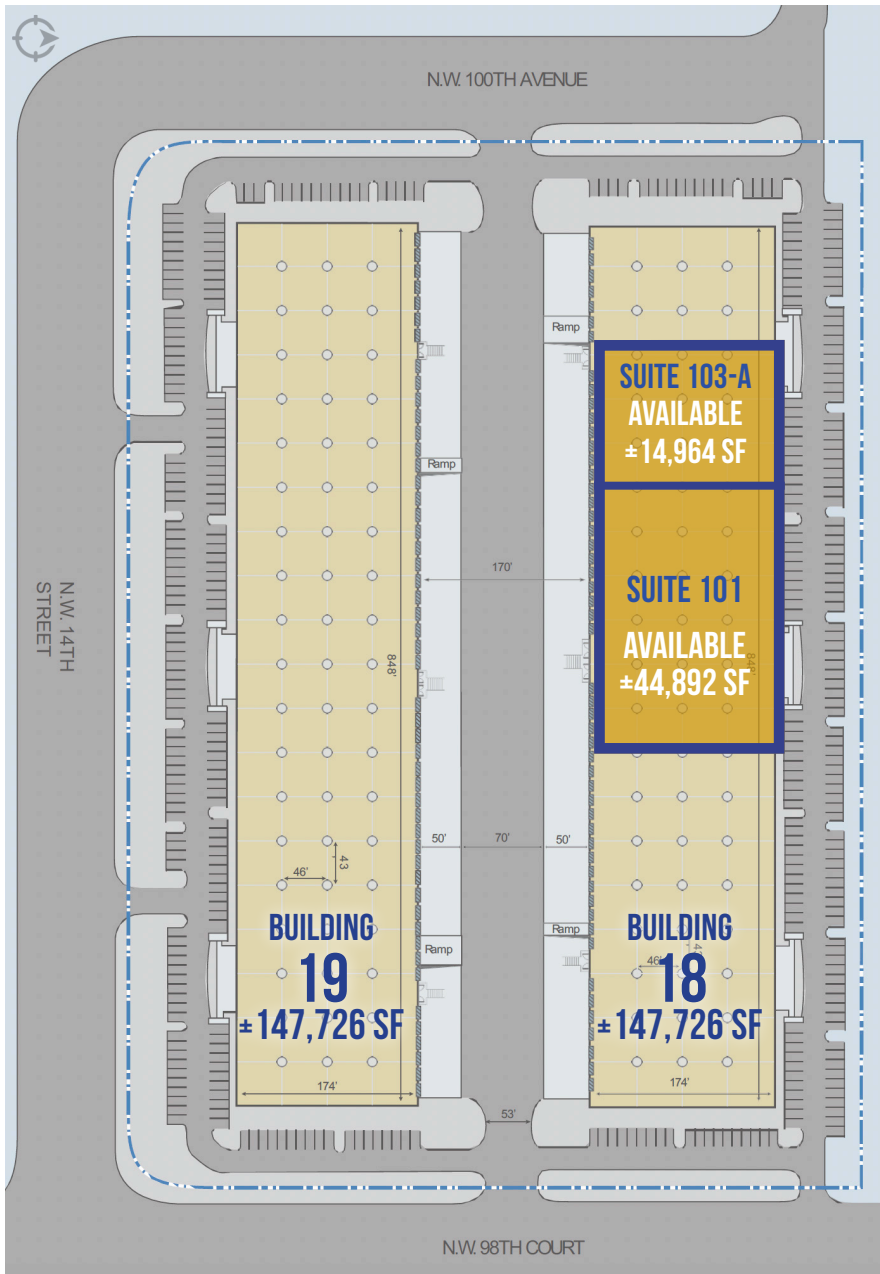 N.W. 100TH AVENUE
Ramp
SUITE 103-A
AVAILABLE
±14,964 SF
Ramp
170'
N.W. 14TH
STREET
SUITE 101
AVAILABLE
±44,892 SF
848'
848'
50'
70'
50'
43'
46'
BUILDING
19
±147,726 SF
Ramp
Ramp
BUILDING
18
±147,726 SF
46'
174'
174'
53'
N.W. 98TH COURT